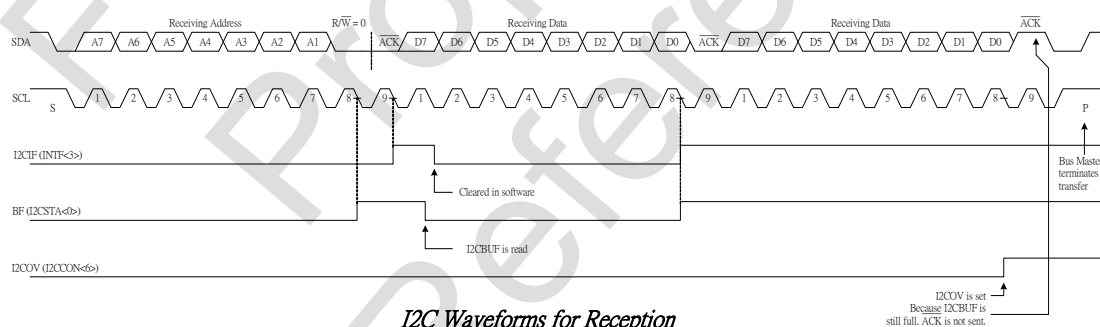 Receiving Address R/W = 0 Receiving Data Receiving Data ACK
SDA A7 A6 A5 A4 A3 A2 A1 ACK D7 D6 D5 D4 D3 D2 D1 D0 ACK D7 D6 D5 D4 D3 D2 D1 D0
SCL S 1 2 3 4 5 6 7 8 9 1 2 3 4 5 6 7 8 9 1 2 3 4 5 6 7 8 9 P
I2CIF (INTF<3>)
Cleared in software
Bus Maste
terminates
transfer
BF (I2CSTA<0>)
I2CBUF is read
I2COV (I2CCON<6>)
I2COV is set
Because I2CBUF is
still full. ACK is not sent.
I2C Waveforms for Reception